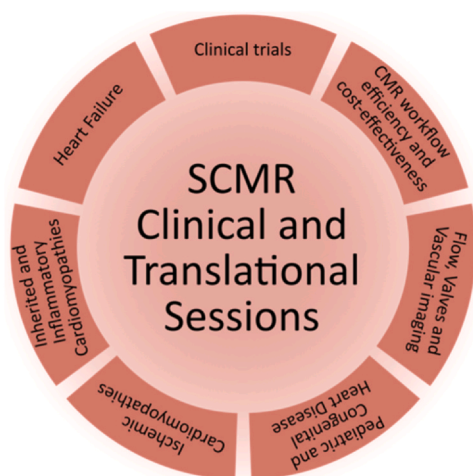 SCMR
Clinical and
Translational
Sessions
Clinical trials
CMR workflow
efficiency and
cost-effectiveness
Flow, Valves and
Vascular imaging
Pediatric and
Congenital
Heart Disease
Ischemic
Cardiomyopathies
Inherited and
Inflammatory
Cardiomyopathies
Heart Failure